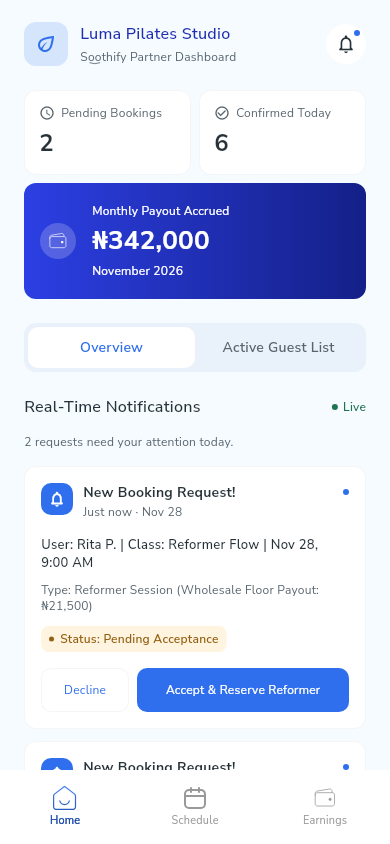 Luma Pilates Studio
Soothify Partner Dashboard
Pending Bookings
2
Confirmed Today
6
Monthly Payout Accrued
₦342,000
November 2026
Overview
Active Guest List
Real-Time Notifications
Live
2 requests need your attention today.
New Booking Request!
Just now · Nov 28
User: Rita P. | Class: Reformer Flow | Nov 28,
9:00 AM
Type: Reformer Session (Wholesale Floor Payout:
₦21,500)
Status: Pending Acceptance
Decline
Accept & Reserve Reformer
New Booking Request!
Home
Schedule
Earnings